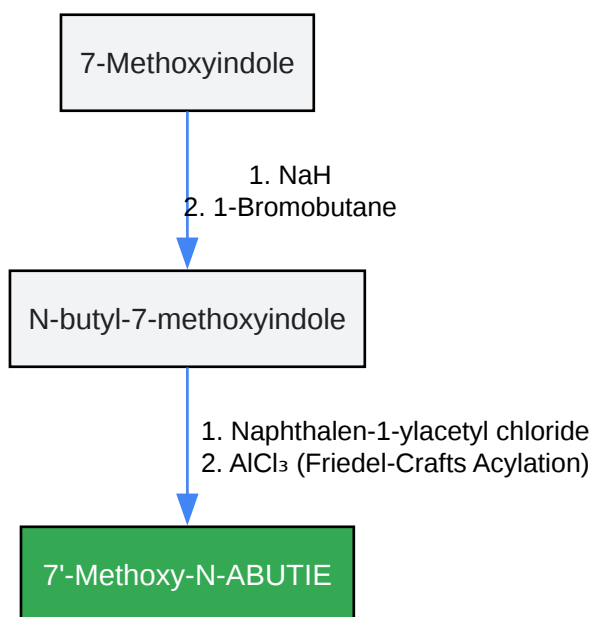 7-Methoxyindole
1. NaH
2. 1-Bromobutane
N-butyl-7-methoxyindole
1. Naphthalen-1-ylacetyl chloride
2. AlCl₃ (Friedel-Crafts Acylation)
7'-Methoxy-N-ABUTIE